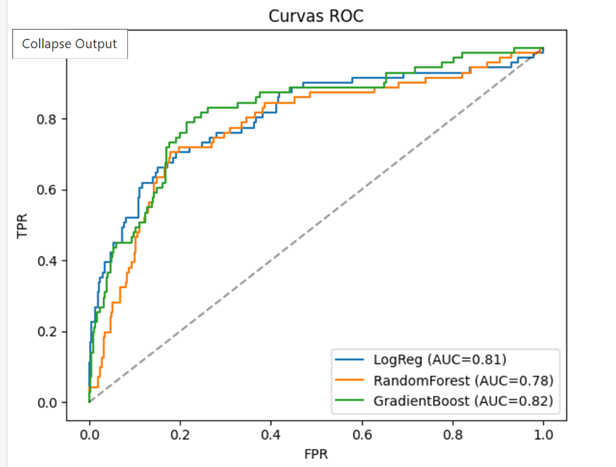 Curvas ROC
Collapse Output
TPR
0.8
0.6
0.4
0.2
0.0
0.0 0.2 0.4 0.6 0.8 1.0
FPR
LogReg (AUC=0.81)
RandomForest (AUC=0.78)
GradientBoost (AUC=0.82)